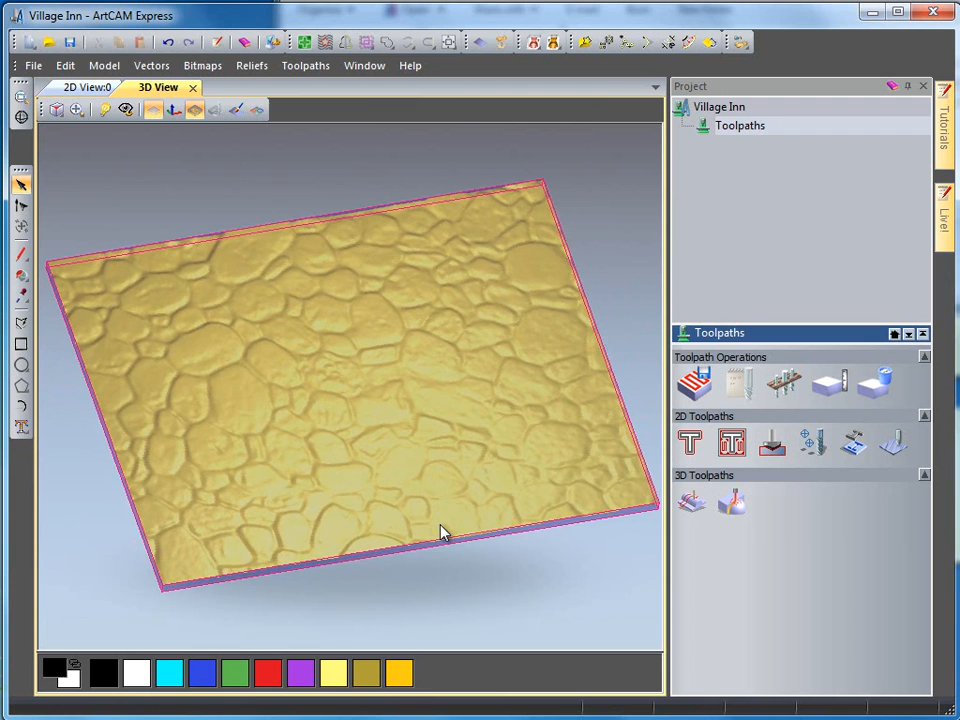 Village Inn - ArtCAM Express
File Edit Model Vectors Bitmaps Reliefs Toolpaths Window Help
2D View:0 3D View
Project
Village Inn
Toolpaths
Tutorials
Live!
Toolpaths
Toolpath Operations
2D Toolpaths
3D Toolpaths